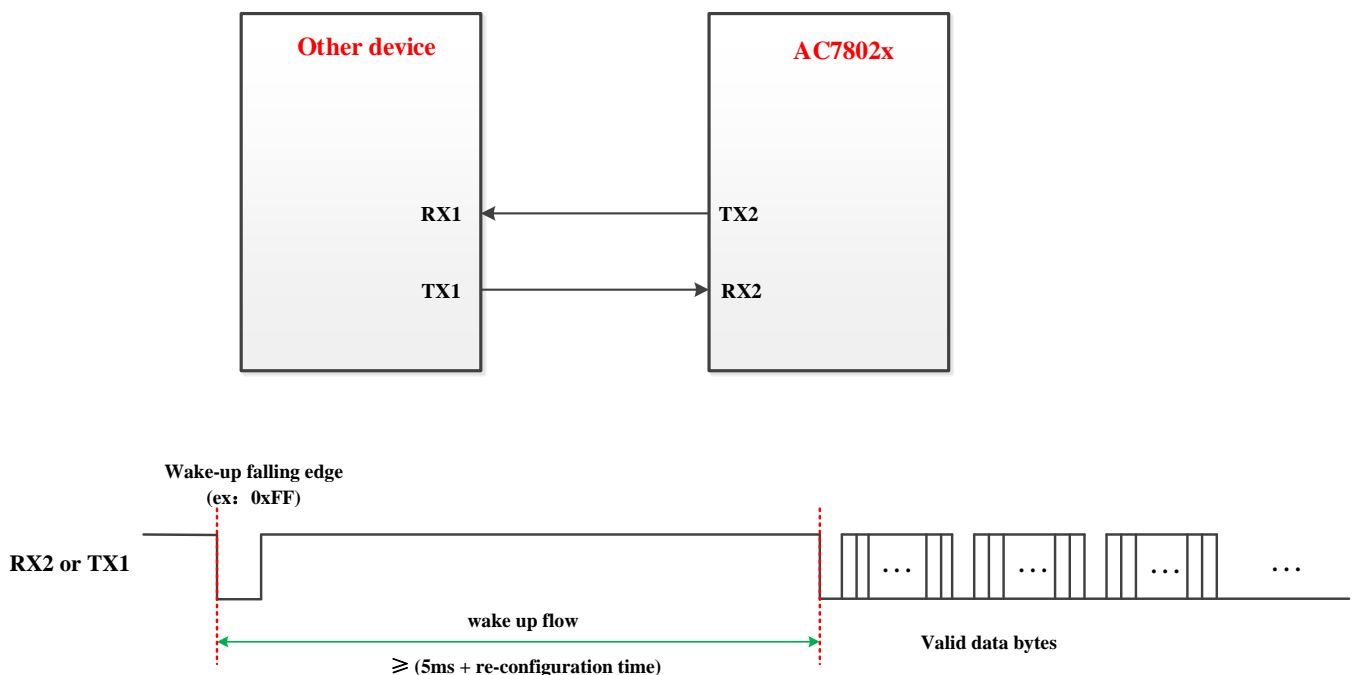 Other device
AC7802x
RX1
TX2
TX1
RX2
Wake-up falling edge
(ex：0xFF)
RX2 or TX1
... ... ... ...
wake up flow
Valid data bytes
≥ (5ms + re-configuration time)